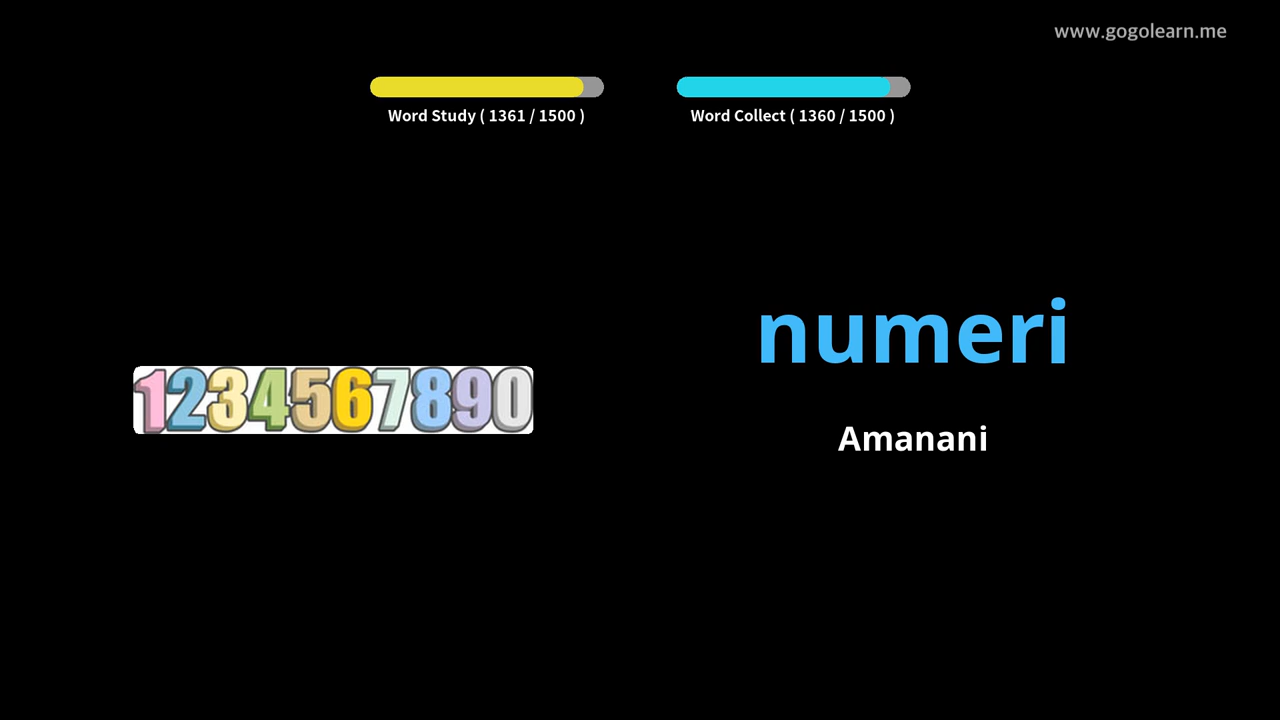 www.gogolearn.me
Word Study ( 1361 / 1500 )
Word Collect ( 1360 / 1500 )
numeri
1234567890
Amanani